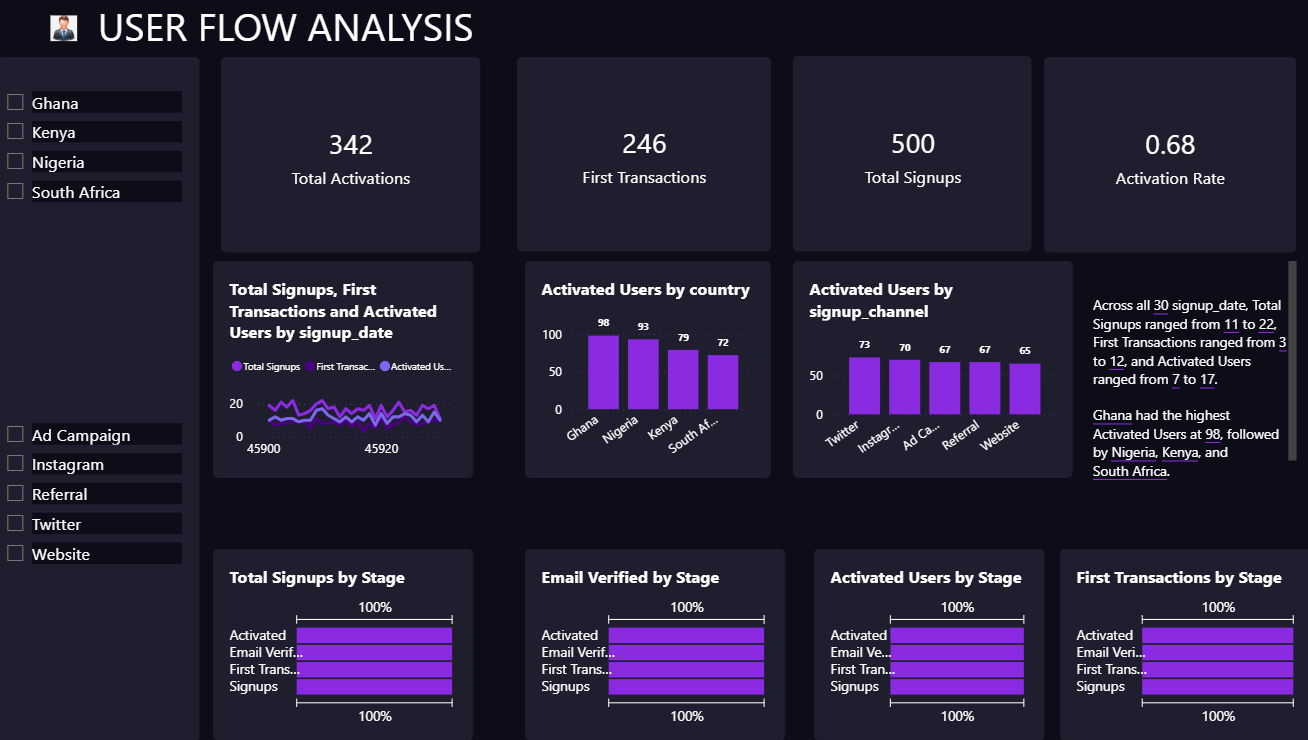 USER FLOW ANALYSIS
Ghana
Kenya
Nigeria
South Africa
Ad Campaign
Instagram
Referral
Twitter
Website
342
Total Activations
246
First Transactions
500
Total Signups
0.68
Activation Rate
Total Signups, First
Transactions and Activated
Users by signup_date
Total Signups First Transac... Activated Us...
20
0
45900 45920
Activated Users by country
98 93 79 72
100
50
0
Ghana Nigeria Kenya South Af...
Activated Users by
signup_channel
73 70 67 67 65
50
0
Twitter Instagr... Ad Ca... Referral Website
Across all 30 signup_date, Total
Signups ranged from 11 to 22,
First Transactions ranged from 3
to 12, and Activated Users
ranged from 7 to 17.
Ghana had the highest
Activated Users at 98, followed
by Nigeria, Kenya, and
South Africa.
Total Signups by Stage
100%
Activated
Email Verif...
First Trans...
Signups
100%
Email Verified by Stage
100%
Activated
Email Verif...
First Trans...
Signups
100%
Activated Users by Stage
100%
Activated
Email Ve...
First Tran...
Signups
100%
First Transactions by Stage
100%
Activated
Email Veri...
First Trans...
Signups
100%